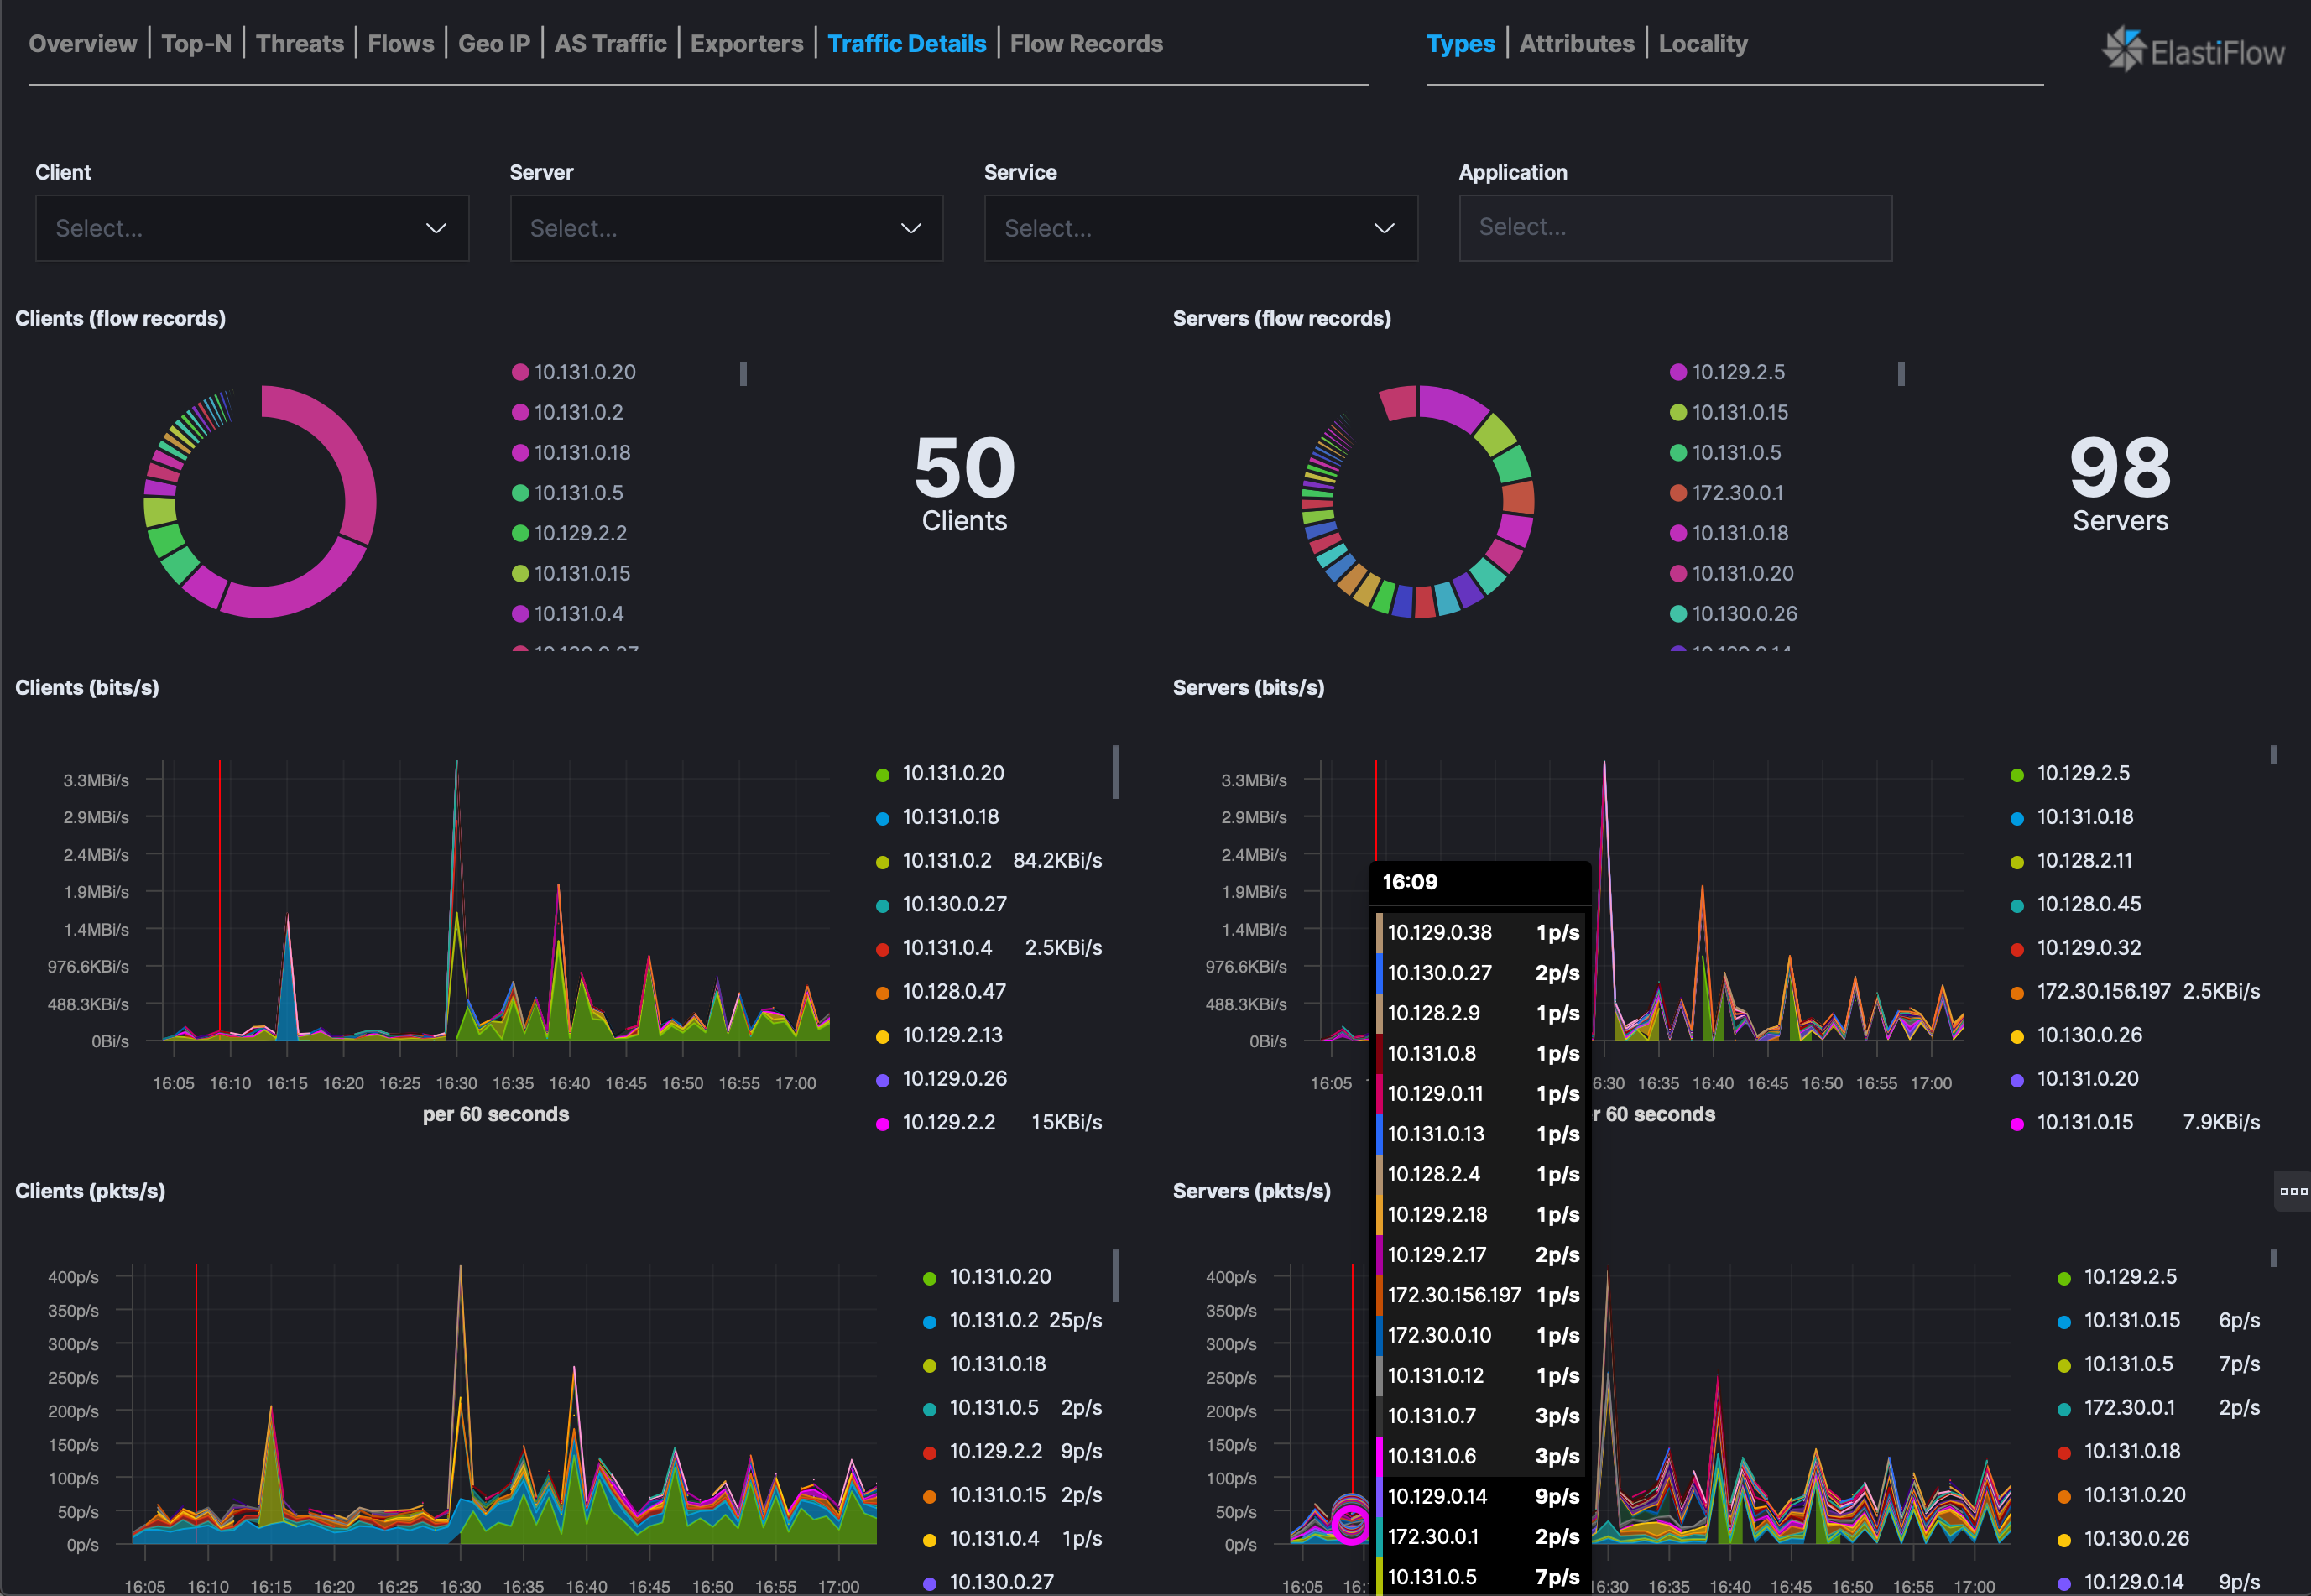 Overview | Top-N | Threats | Flows | Geo IP | AS Traffic | Exporters | Traffic Details | Flow Records
Types | Attributes | Locality
ElastiFlow
Client
Server
Service
Application
Select...
Select...
Select...
Select...
Clients (flow records)
10.131.0.20
10.131.0.2
10.131.0.18
10.131.0.5
10.129.2.2
10.131.0.15
10.131.0.4
50
Clients
Servers (flow records)
10.129.2.5
10.131.0.15
10.131.0.5
172.30.0.1
10.131.0.18
10.131.0.20
10.130.0.26
98
Servers
Clients (bits/s)
3.3MBi/s
2.9MBi/s
2.4MBi/s
1.9MBi/s
1.4MBi/s
976.6KBi/s
488.3KBi/s
0Bi/s
16:05 16:10 16:15 16:20 16:25 16:30 16:35 16:40 16:45 16:50 16:55 17:00
per 60 seconds
10.131.0.20
10.131.0.18
10.131.0.2 84.2KBi/s
10.130.0.27
10.131.0.4 2.5KBi/s
10.128.0.47
10.129.2.13
10.129.0.26
10.129.2.2 15KBi/s
Servers (bits/s)
3.3MBi/s
2.9MBi/s
2.4MBi/s
1.9MBi/s
1.4MBi/s
976.6KBi/s
488.3KBi/s
0Bi/s
16:05 6:30 16:35 16:40 16:45 16:50 16:55 17:00
r 60 seconds
10.129.2.5
10.131.0.18
10.128.2.11
10.128.0.45
10.129.0.32
172.30.156.197 2.5KBi/s
10.130.0.26
10.131.0.20
10.131.0.15 7.9KBi/s
16:09
10.129.0.38 1p/s
10.130.0.27 2p/s
10.128.2.9 1p/s
10.131.0.8 1p/s
10.129.0.11 1p/s
10.131.0.13 1p/s
10.128.2.4 1p/s
10.129.2.18 1p/s
10.129.2.17 2p/s
172.30.156.197 1p/s
172.30.0.10 1p/s
10.131.0.12 1p/s
10.131.0.7 3p/s
10.131.0.6 3p/s
10.129.0.14 9p/s
172.30.0.1 2p/s
10.131.0.5 7p/s
Clients (pkts/s)
400p/s
350p/s
300p/s
250p/s
200p/s
150p/s
100p/s
50p/s
0p/s
16:05 16:10 16:15 16:20 16:25 16:30 16:35 16:40 16:45 16:50 16:55 17:00
10.131.0.20
10.131.0.2 25p/s
10.131.0.18
10.131.0.5 2p/s
10.129.2.2 9p/s
10.131.0.15 2p/s
10.131.0.4 1p/s
10.130.0.27
Servers (pkts/s)
400p/s
350p/s
300p/s
250p/s
200p/s
150p/s
100p/s
50p/s
0p/s
16:05 16:1 6:30 16:35 16:40 16:45 16:50 16:55 17:00
10.129.2.5
10.131.0.15 6p/s
10.131.0.5 7p/s
172.30.0.1 2p/s
10.131.0.18
10.131.0.20
10.130.0.26
10.129.0.14 9p/s